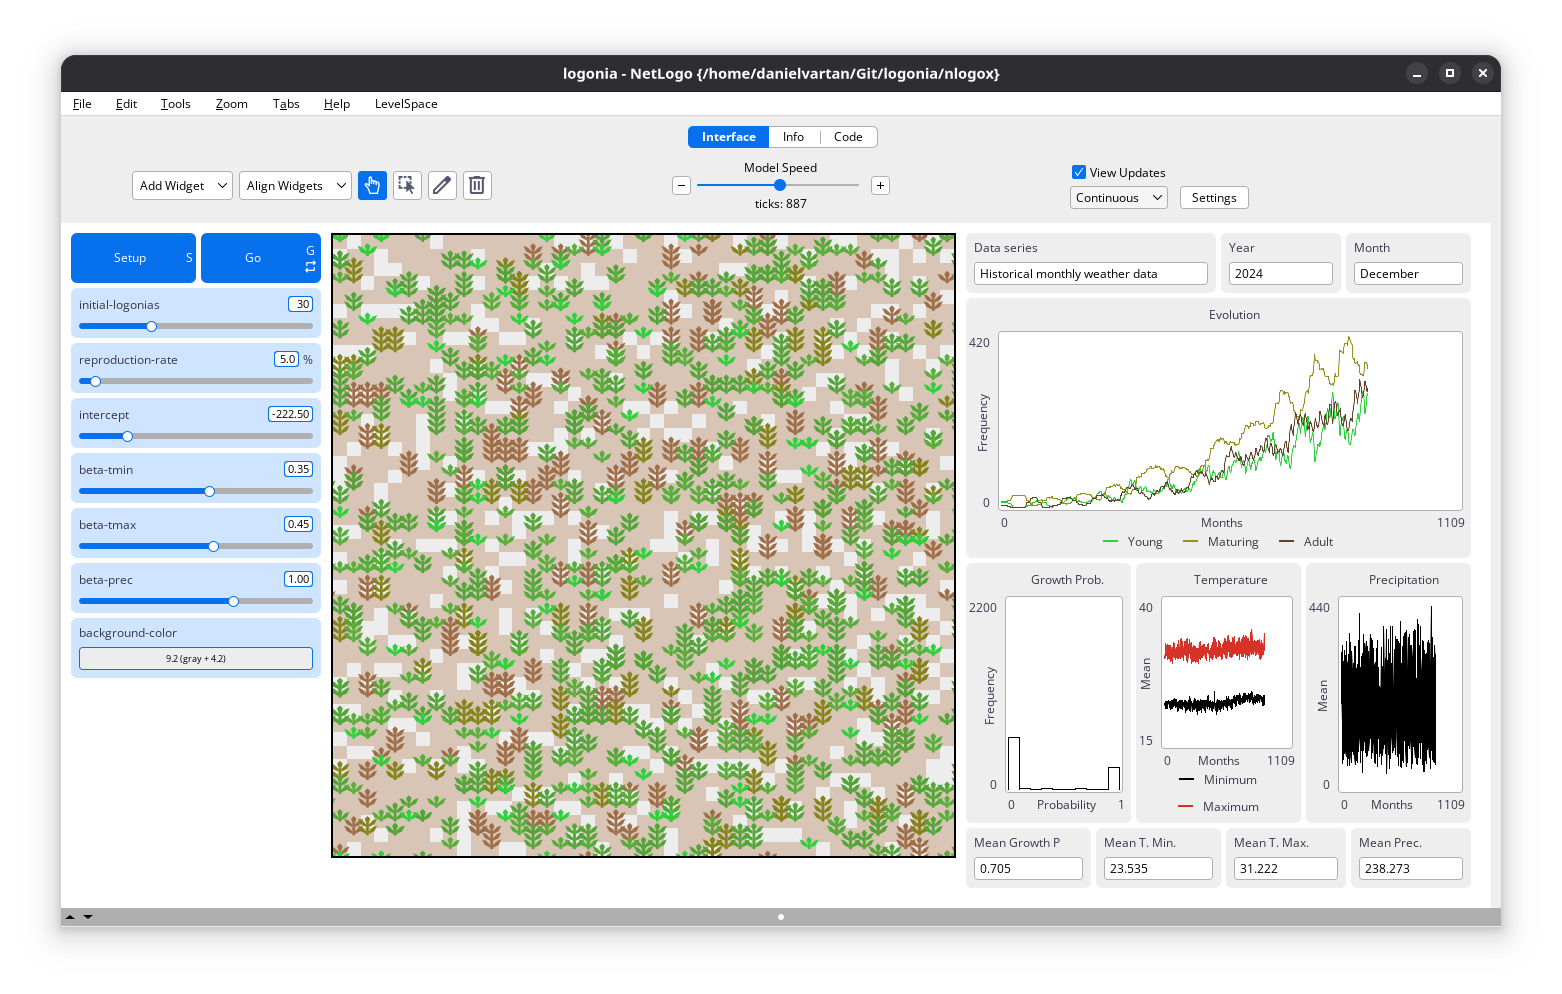 logonia - NetLogo {/home/danielvartan/Git/logonia/nlogox}
File Edit Tools Zoom Tabs Help LevelSpace
Interface Info Code
Add Widget Align Widgets
Model Speed
ticks: 887
View Updates
Continuous Settings
Setup S
Go G
initial-logonias 30
reproduction-rate 5.0 %
intercept -222.50
beta-tmin 0.35
beta-tmax 0.45
beta-prec 1.00
background-color
9.2 (gray + 4.2)
Data series
Historical monthly weather data
Year
2024
Month
December
Evolution
420
Frequency
0
0 Months 1109
Young Maturing Adult
Growth Prob.
2200
Frequency
0
0 Probability 1
Temperature
40
Mean
15
0 Months 1109
Minimum
Maximum
Precipitation
440
Mean
0
0 Months 1109
Mean Growth P
0.705
Mean T. Min.
23.535
Mean T. Max.
31.222
Mean Prec.
238.273